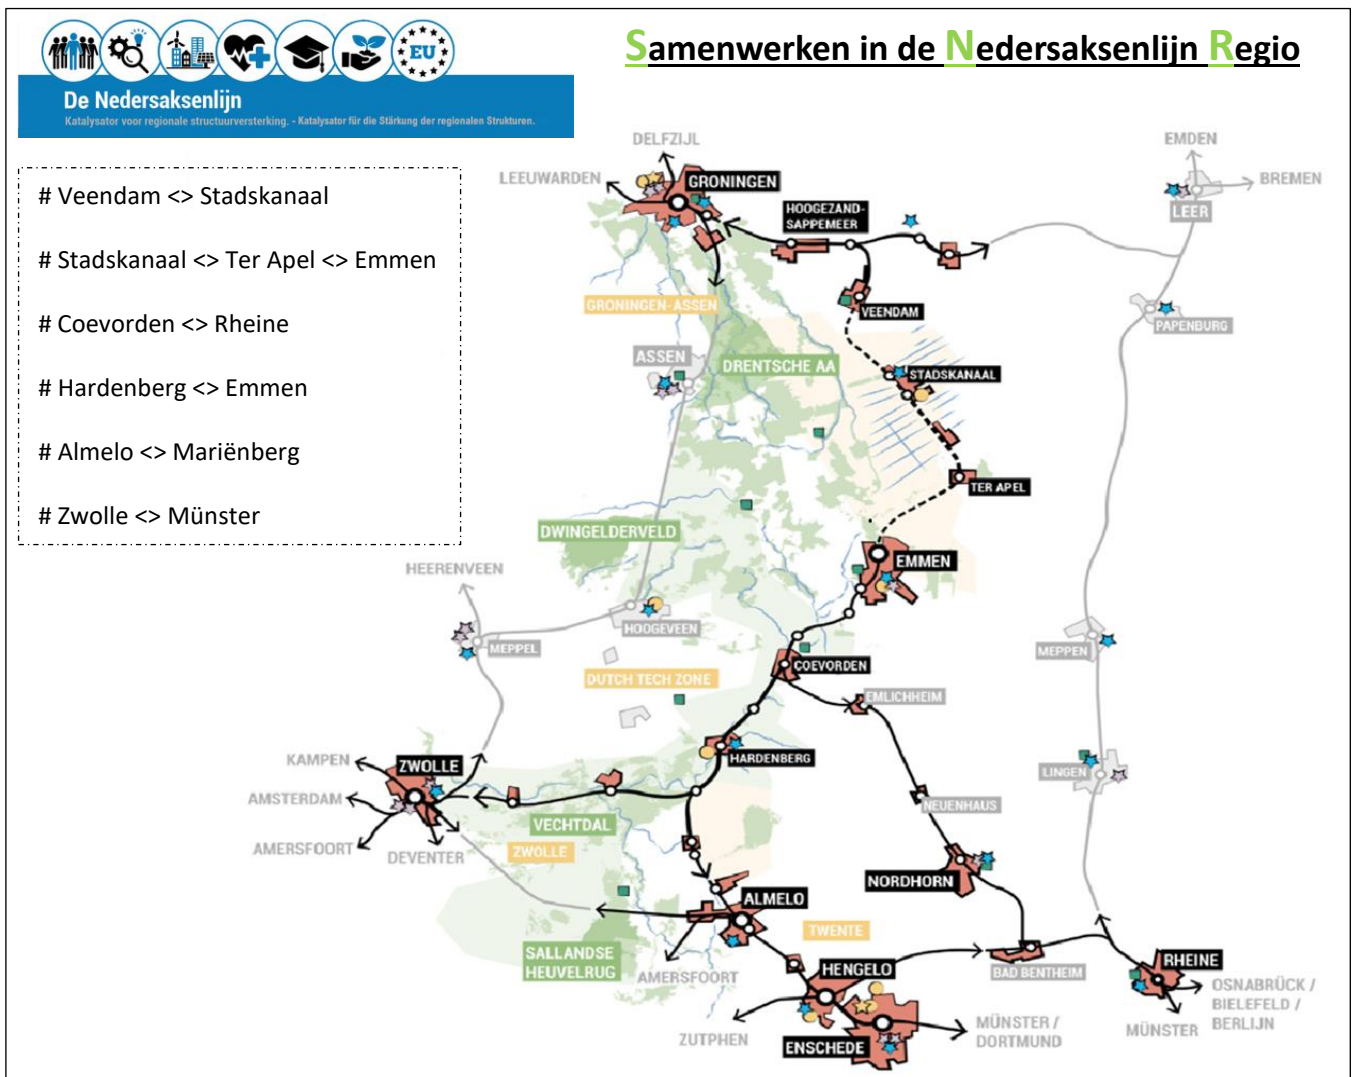 EU
De Nedersaksenlijn
Katalysator voor regionale structuurversterking. - Katalysator für die Stärkung der regionalen Strukturen.
Samenwerken in de Nedersaksenlijn Regio
# Veendam <> Stadskanaal
# Stadskanaal <> Ter Apel <> Emmen
# Coevorden <> Rheine
# Hardenberg <> Emmen
# Almelo <> Mariënberg
# Zwolle <> Münster
DELFZIJL
EMDEN
LEEUWARDEN
GRONINGEN
BREMEN
HOOGEZAND-
SAPPEMEER
LEER
GRONINGEN-ASSEN
VEENDAM
PAPENBURG
ASSEN
DRENTSCHE AA
STADSKANAAL
TER APEL
DWINGELDERVELD
EMMEN
HEERENVEEN
HOOGEVEEN
MEPPEL
MEPPEN
COEVORDEN
DUTCH TECH ZONE
EMLICHHEIM
HARDENBERG
KAMPEN
ZWOLLE
LINGEN
AMSTERDAM
NEUENHAUS
VECHTDAL
AMERSFOORT
DEVENTER
ZWOLLE
NORDHORN
ALMELO
TWENTE
SALLANDSE
HEUVELRUG
AMERSFOORT
HENGELO
BAD BENTHEIM
RHEINE
OSNABRÜCK /
BIELEFELD /
BERLIJN
MÜNSTER
MÜNSTER /
DORTMUND
ZUTPHEN
ENSCHEDE